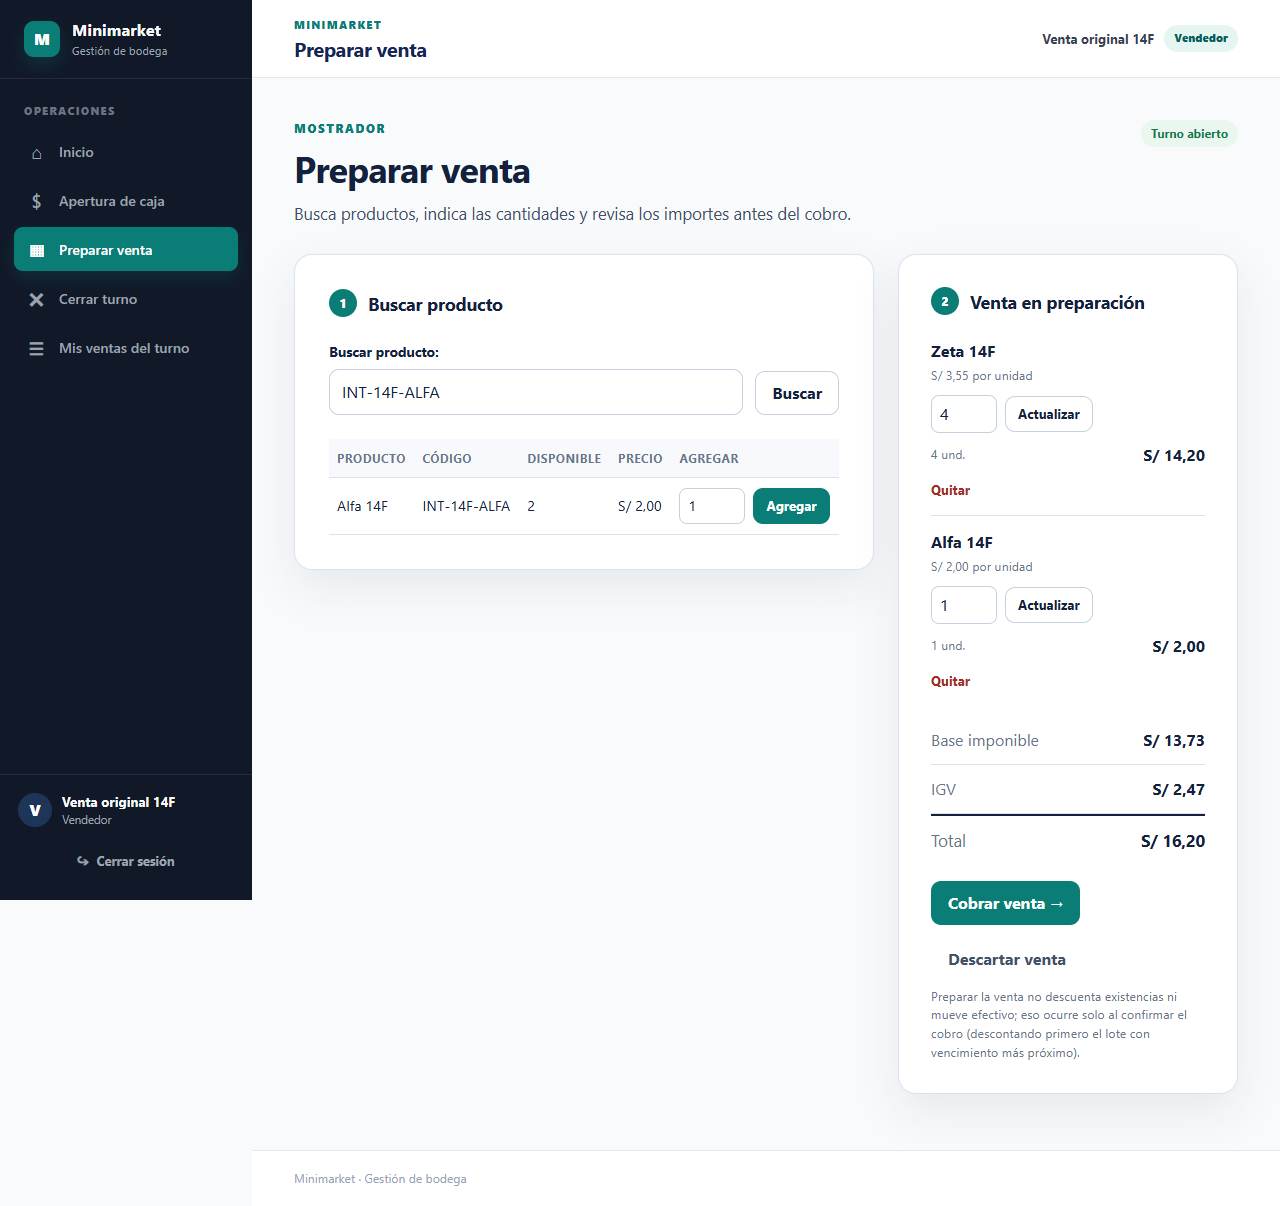 M
Minimarket
Gestión de bodega
OPERACIONES
Inicio
$ Apertura de caja
Preparar venta
Cerrar turno
Mis ventas del turno
V
Venta original 14F
Vendedor
Cerrar sesión
MINIMARKET
Preparar venta
Venta original 14F
Vendedor
MOSTRADOR
Turno abierto
Preparar venta
Busca productos, indica las cantidades y revisa los importes antes del cobro.
1 Buscar producto
Buscar producto:
INT-14F-ALFA
Buscar
PRODUCTO CÓDIGO DISPONIBLE PRECIO AGREGAR
Alfa 14F INT-14F-ALFA 2 S/ 2,00 1 Agregar
2 Venta en preparación
Zeta 14F
S/ 3,55 por unidad
4 Actualizar
4 und. S/ 14,20
Quitar
Alfa 14F
S/ 2,00 por unidad
1 Actualizar
1 und. S/ 2,00
Quitar
Base imponible S/ 13,73
IGV S/ 2,47
Total S/ 16,20
Cobrar venta →
Descartar venta
Preparar la venta no descuenta existencias ni
mueve efectivo; eso ocurre solo al confirmar el
cobro (descontando primero el lote con
vencimiento más próximo).
Minimarket · Gestión de bodega